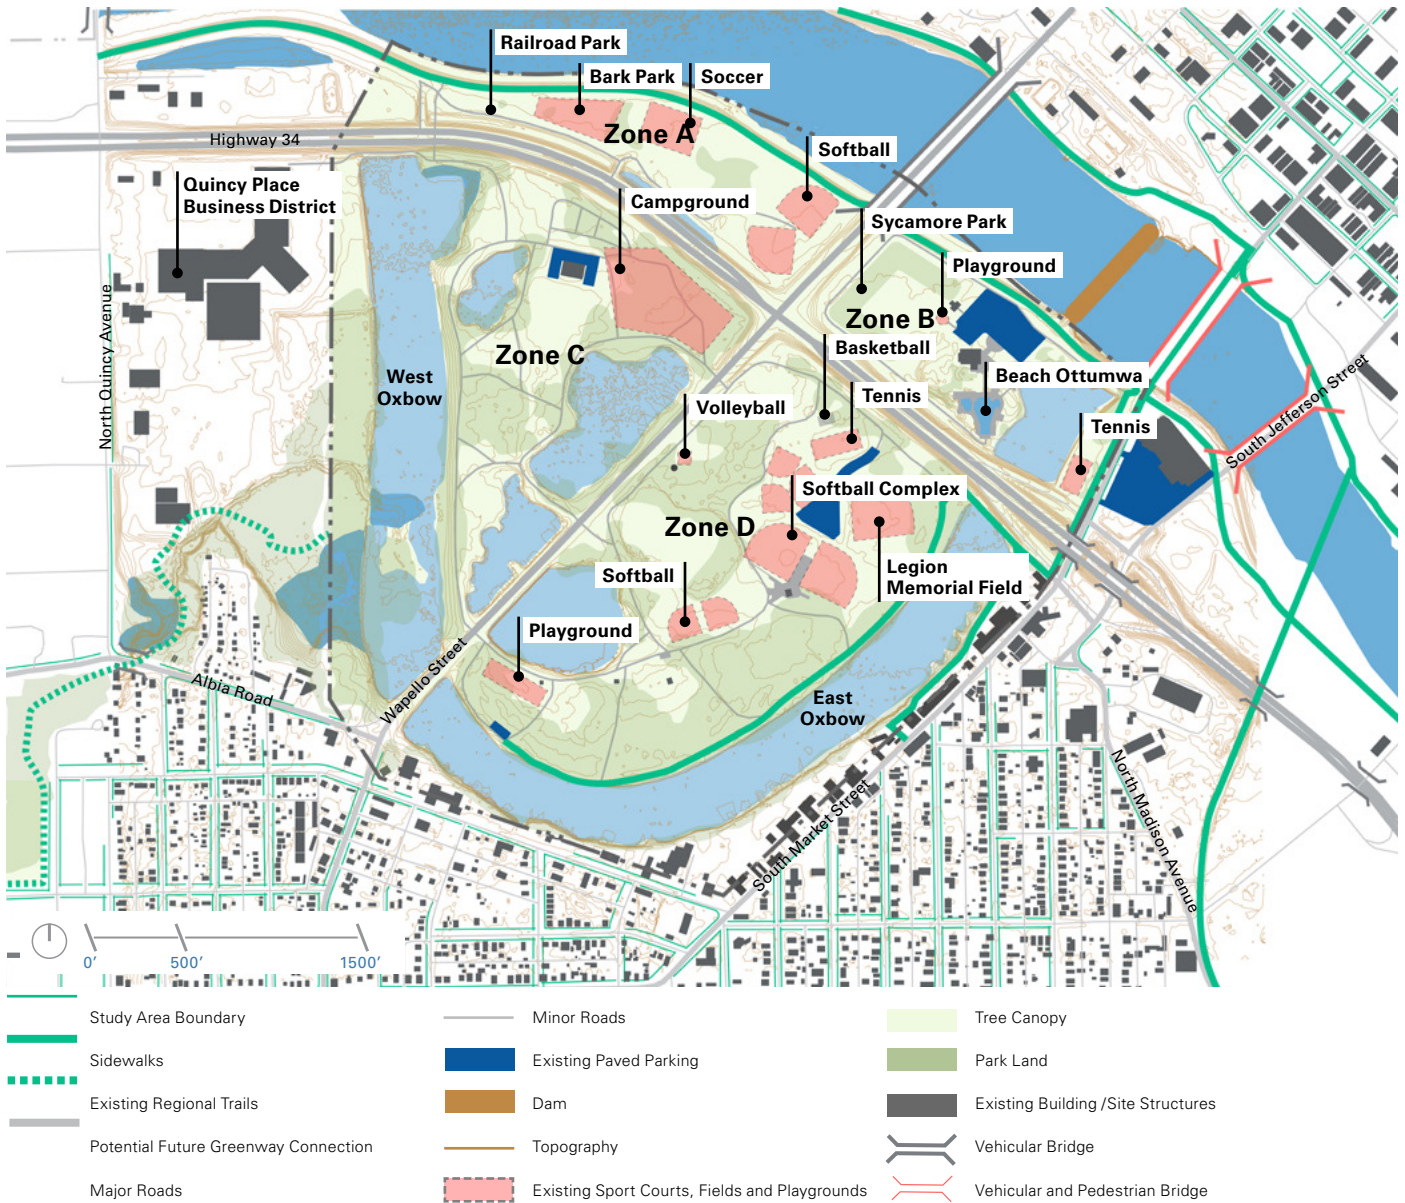 Railroad Park
Bark Park
Soccer
Zone A
Highway 34
Softball
Quincy Place
Business District
Campground
Sycamore Park
Playground
Zone B
Basketball
Zone C
West
Oxbow
Beach Ottumwa
Tennis
Volleyball
Tennis
North Quincy Avenue
South Jefferson Street
Softball Complex
Zone D
Legion
Memorial Field
Softball
Playground
Wapello Street
Albia Road
East
Oxbow
South Market Street
North Madison Avenue
0'
500'
1500'
Study Area Boundary
Sidewalks
Existing Regional Trails
Potential Future Greenway Connection
Major Roads
Minor Roads
Existing Paved Parking
Dam
Topography
Existing Sport Courts, Fields and Playgrounds
Tree Canopy
Park Land
Existing Building /Site Structures
Vehicular Bridge
Vehicular and Pedestrian Bridge